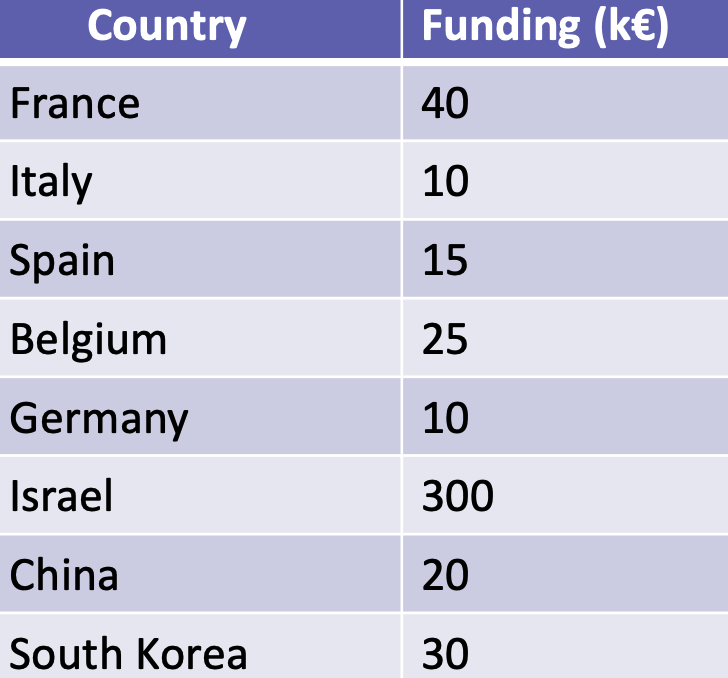 Country Funding (k€)
France 40
Italy 10
Spain 15
Belgium 25
Germany 10
Israel 300
China 20
South Korea 30